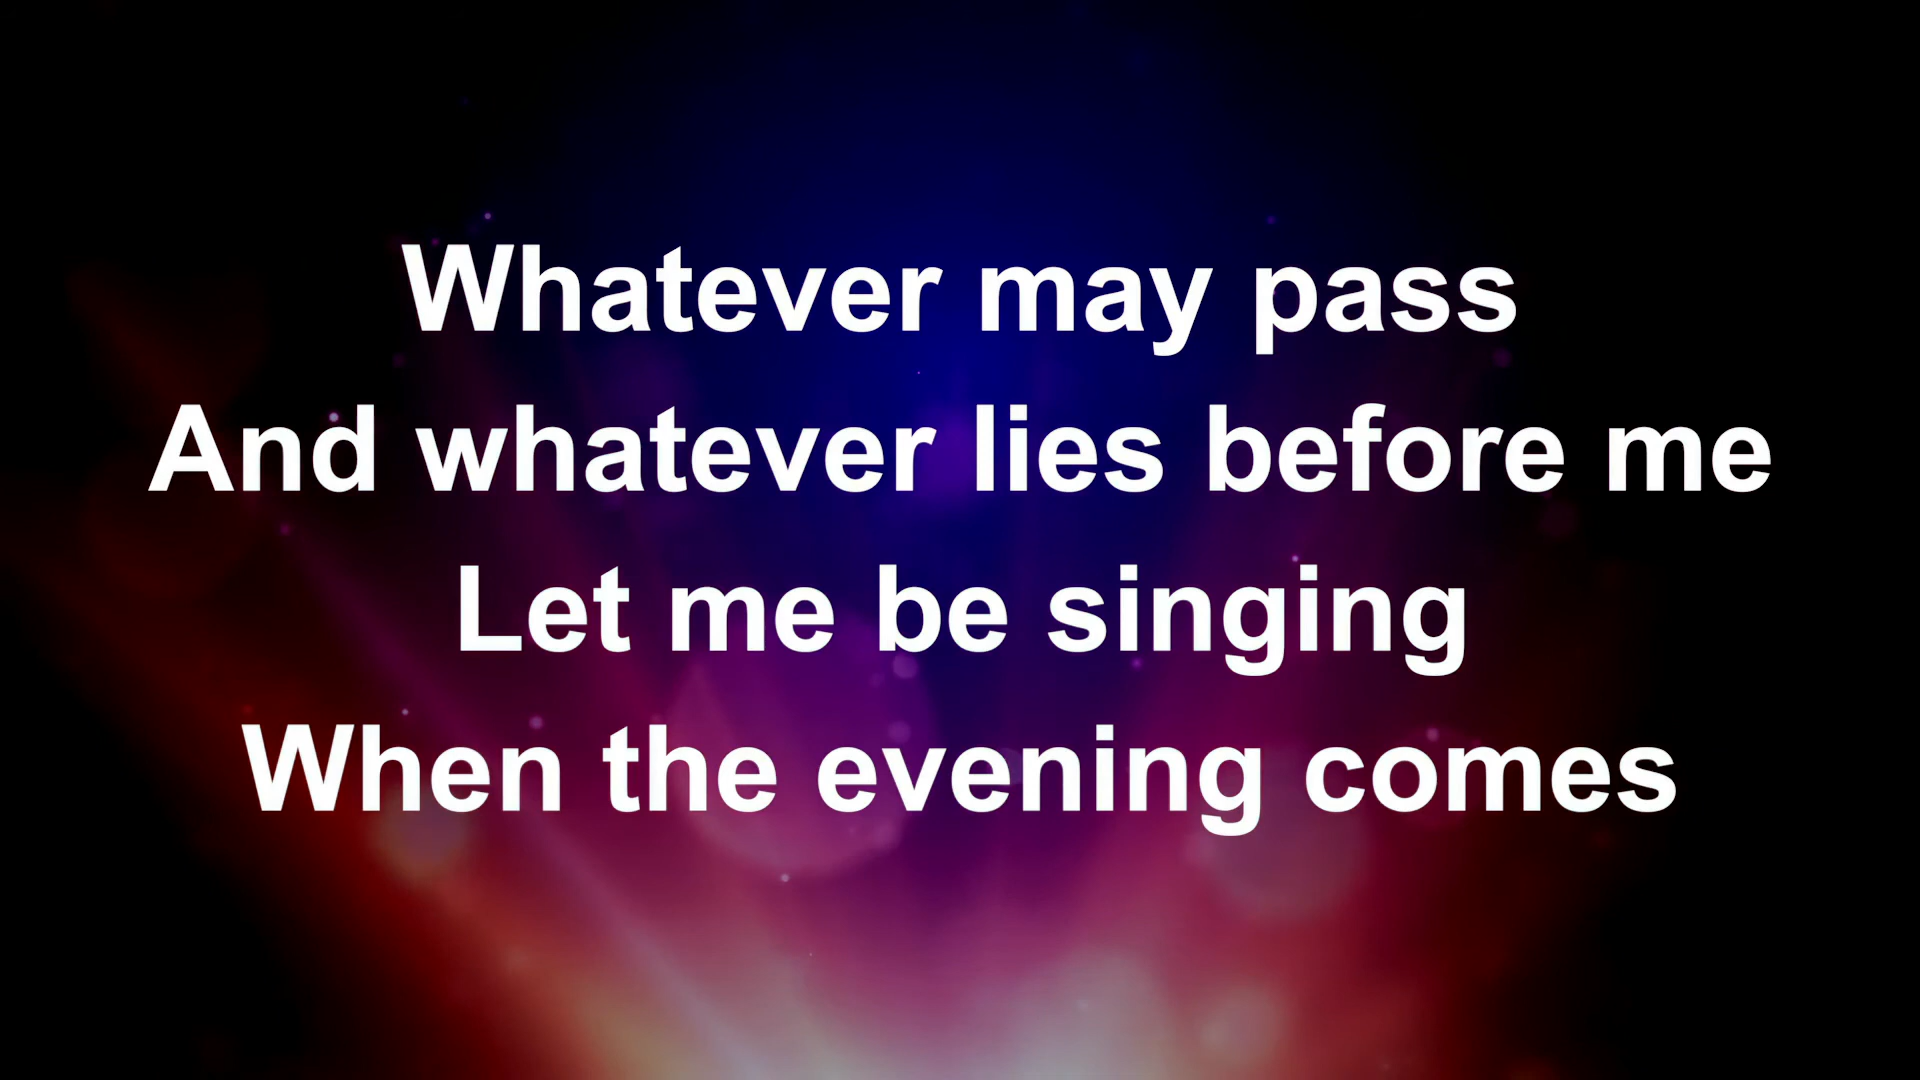 Whatever may pass
And whatever lies before me
Let me be singing
When the evening comes